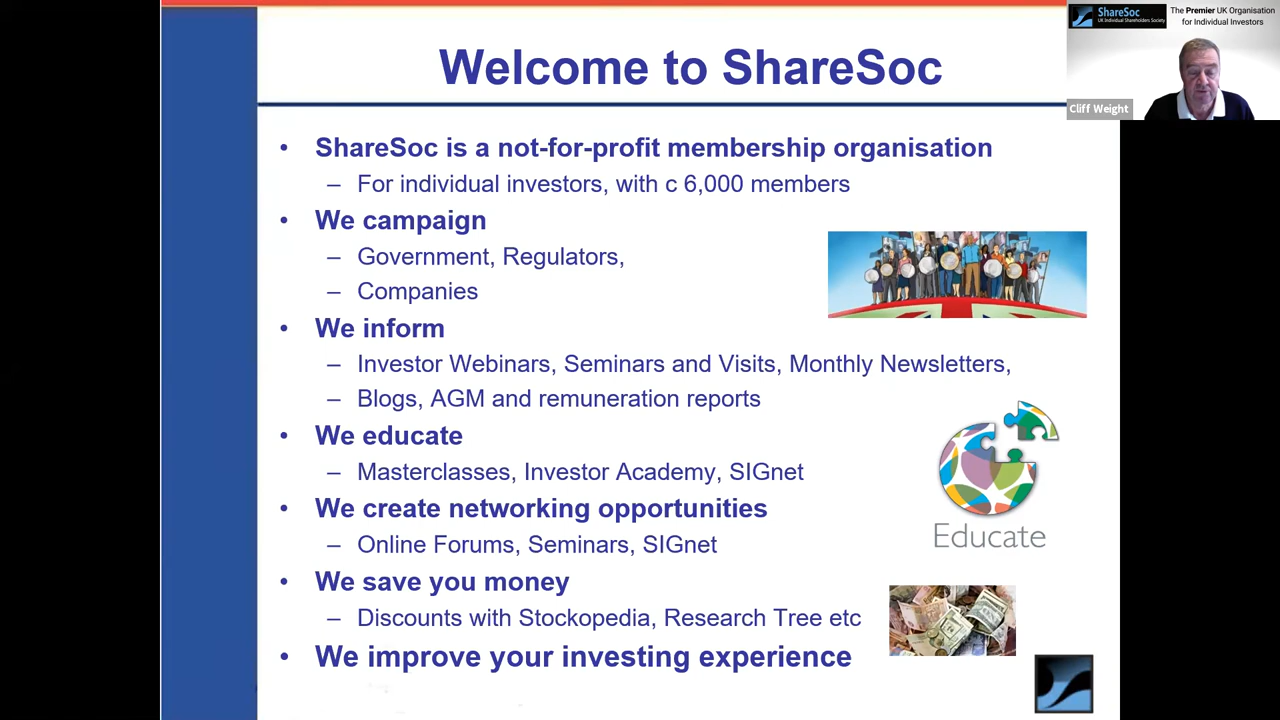 Welcome to ShareSoc
• ShareSoc is a not-for-profit membership organisation
– For individual investors, with c 6,000 members
• We campaign
– Government, Regulators,
– Companies
• We inform
– Investor Webinars, Seminars and Visits, Monthly Newsletters,
– Blogs, AGM and remuneration reports
• We educate
– Masterclasses, Investor Academy, SIGnet
• We create networking opportunities
– Online Forums, Seminars, SIGnet
• We save you money
– Discounts with Stockopedia, Research Tree etc
• We improve your investing experience
Educate
ShareSoc
UK Individual Shareholders Society
The Premier UK Organisation
for Individual Investors
Cliff Weight